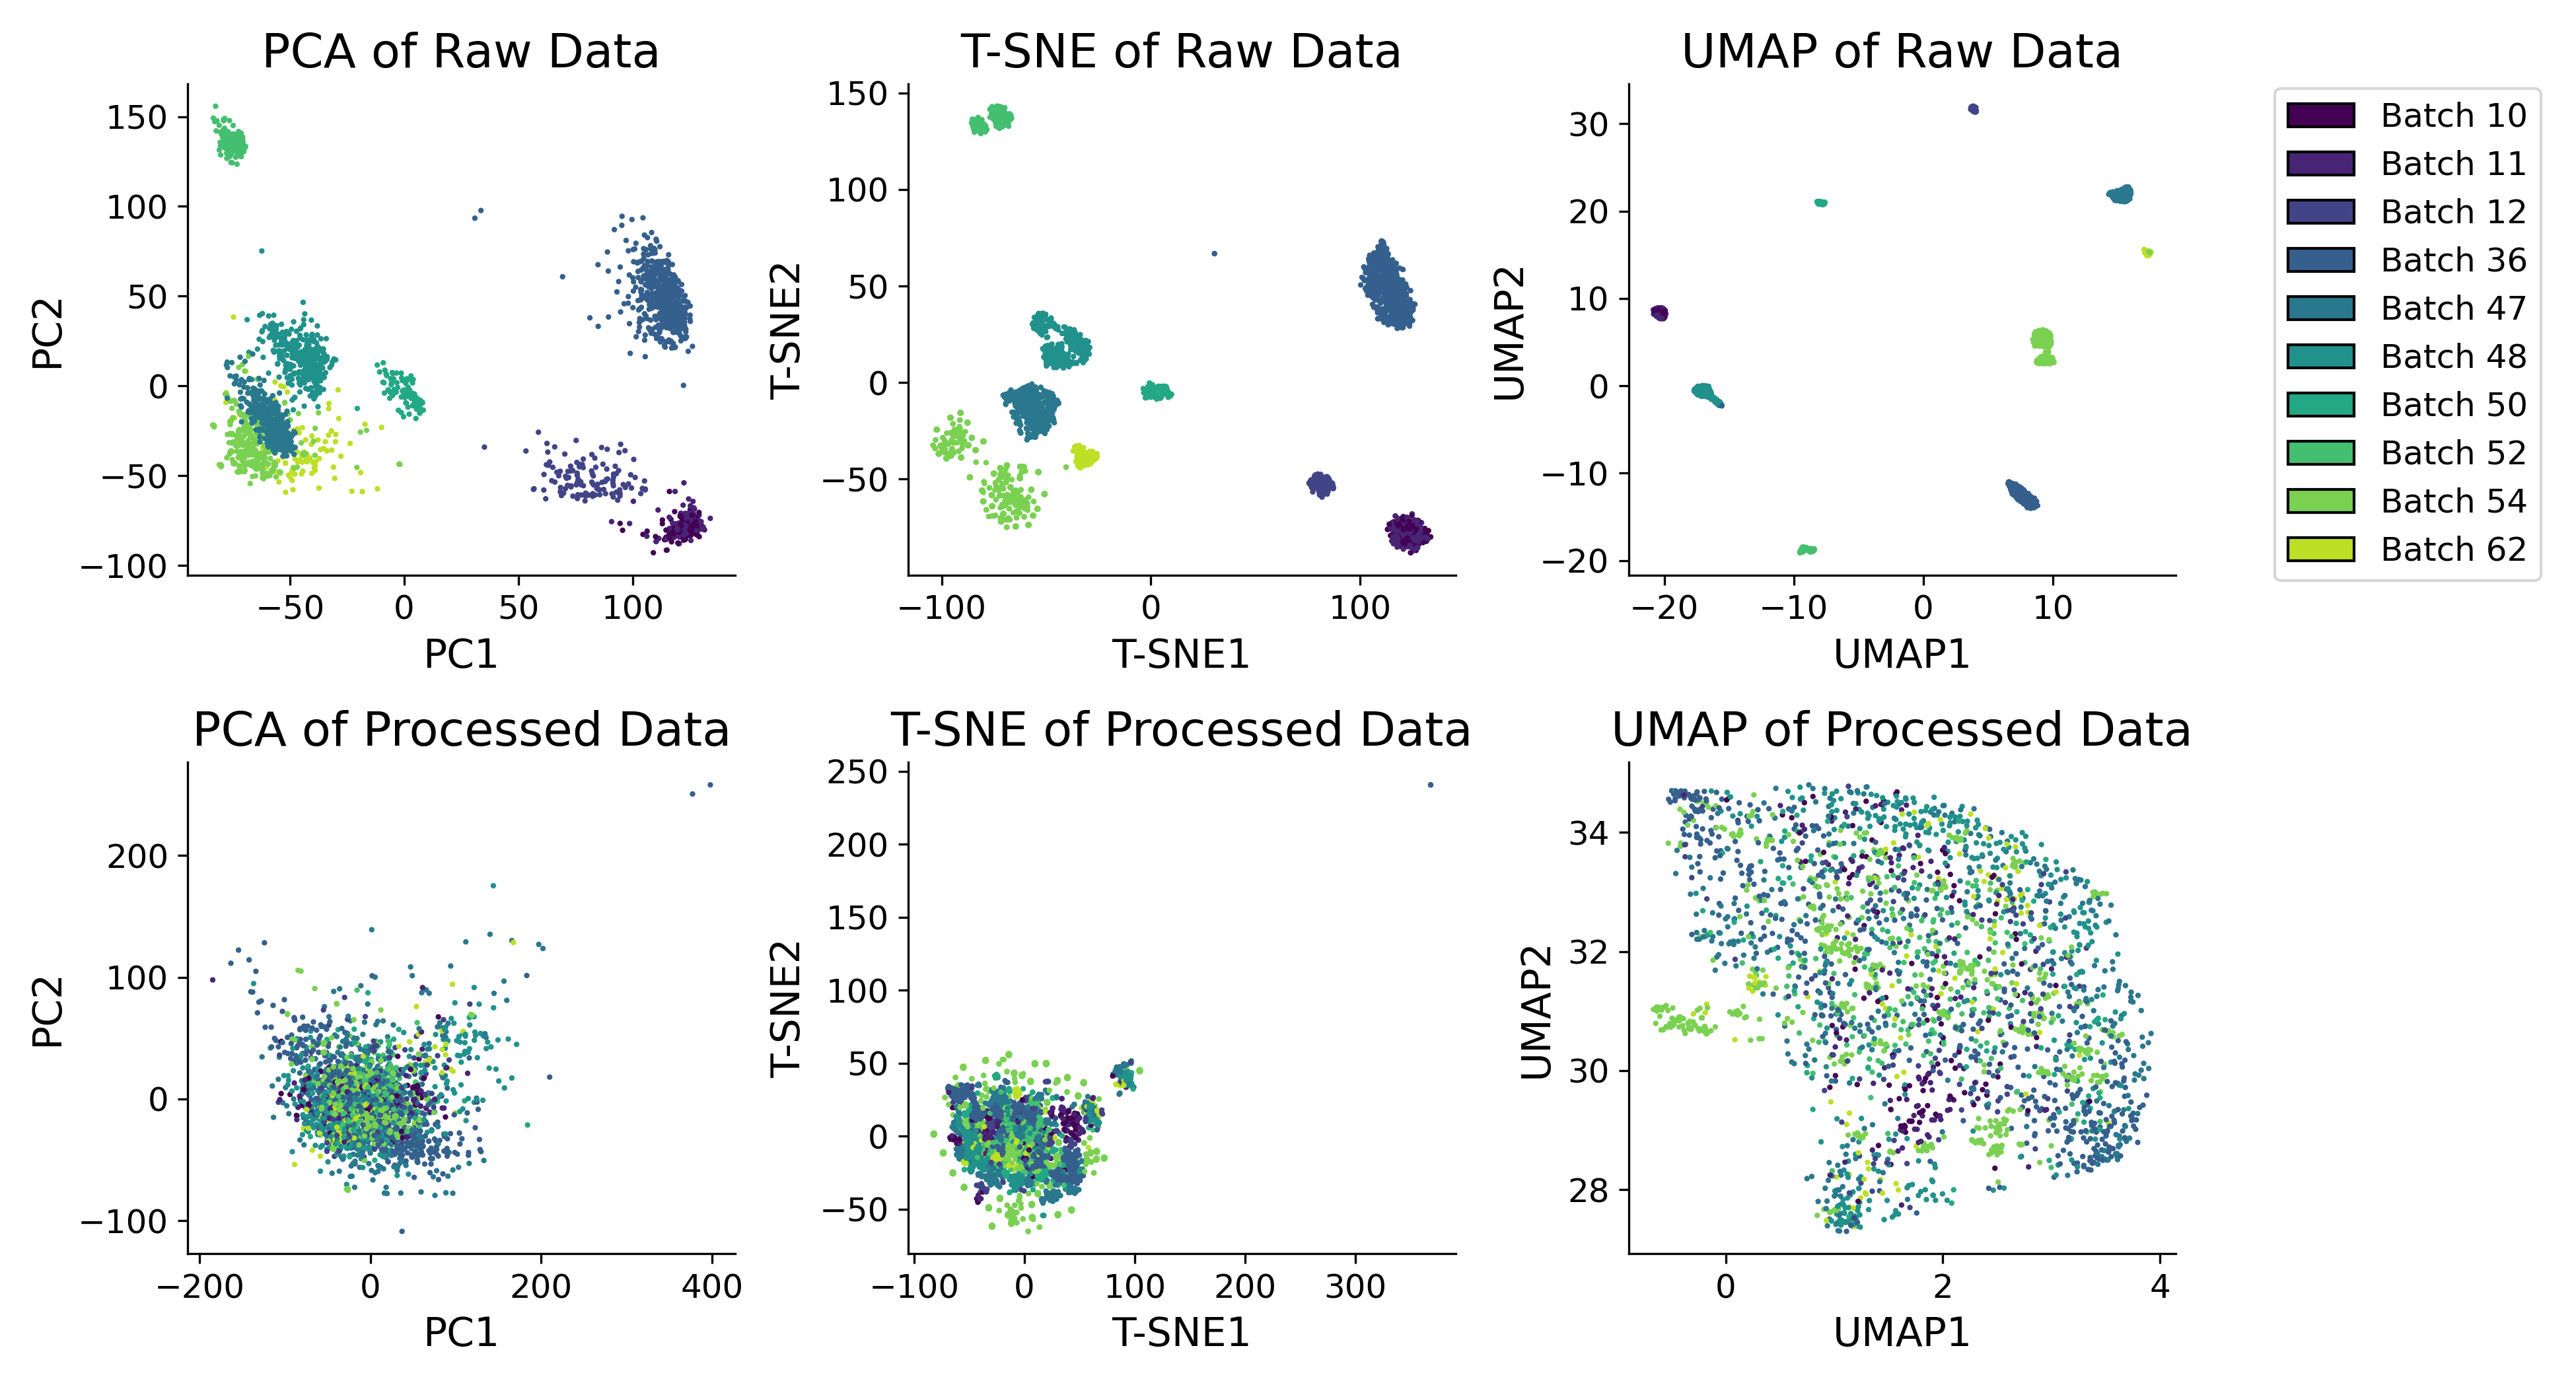 PCA of Raw Data
150
100
50
0
−50
−100
PC2
−50
0
50
100
PC1
T-SNE of Raw Data
150
100
50
0
−50
T-SNE2
−100
0
100
T-SNE1
UMAP of Raw Data
30
20
10
0
−10
−20
UMAP2
−20
−10
0
10
UMAP1
Batch 10
Batch 11
Batch 12
Batch 36
Batch 47
Batch 48
Batch 50
Batch 52
Batch 54
Batch 62
PCA of Processed Data
200
100
0
−100
PC2
−200
0
200
400
PC1
T-SNE of Processed Data
250
200
150
100
50
0
−50
T-SNE2
−100
0
100
200
300
T-SNE1
UMAP of Processed Data
34
32
30
28
UMAP2
0
2
4
UMAP1